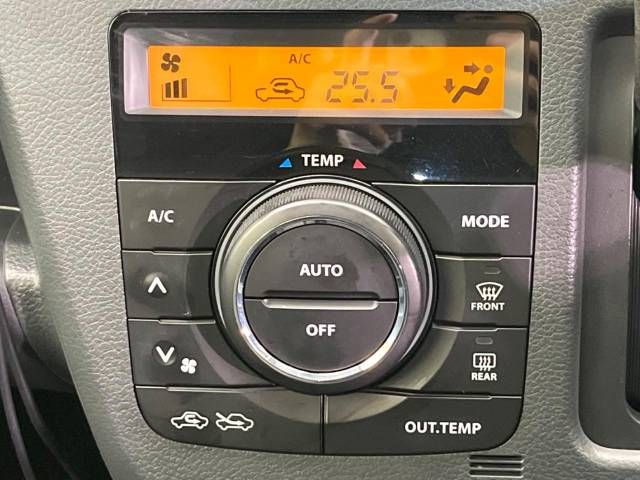 A/C
25.5
TEMP
A/C
MODE
AUTO
OFF
FRONT
REAR
OUT.TEMP